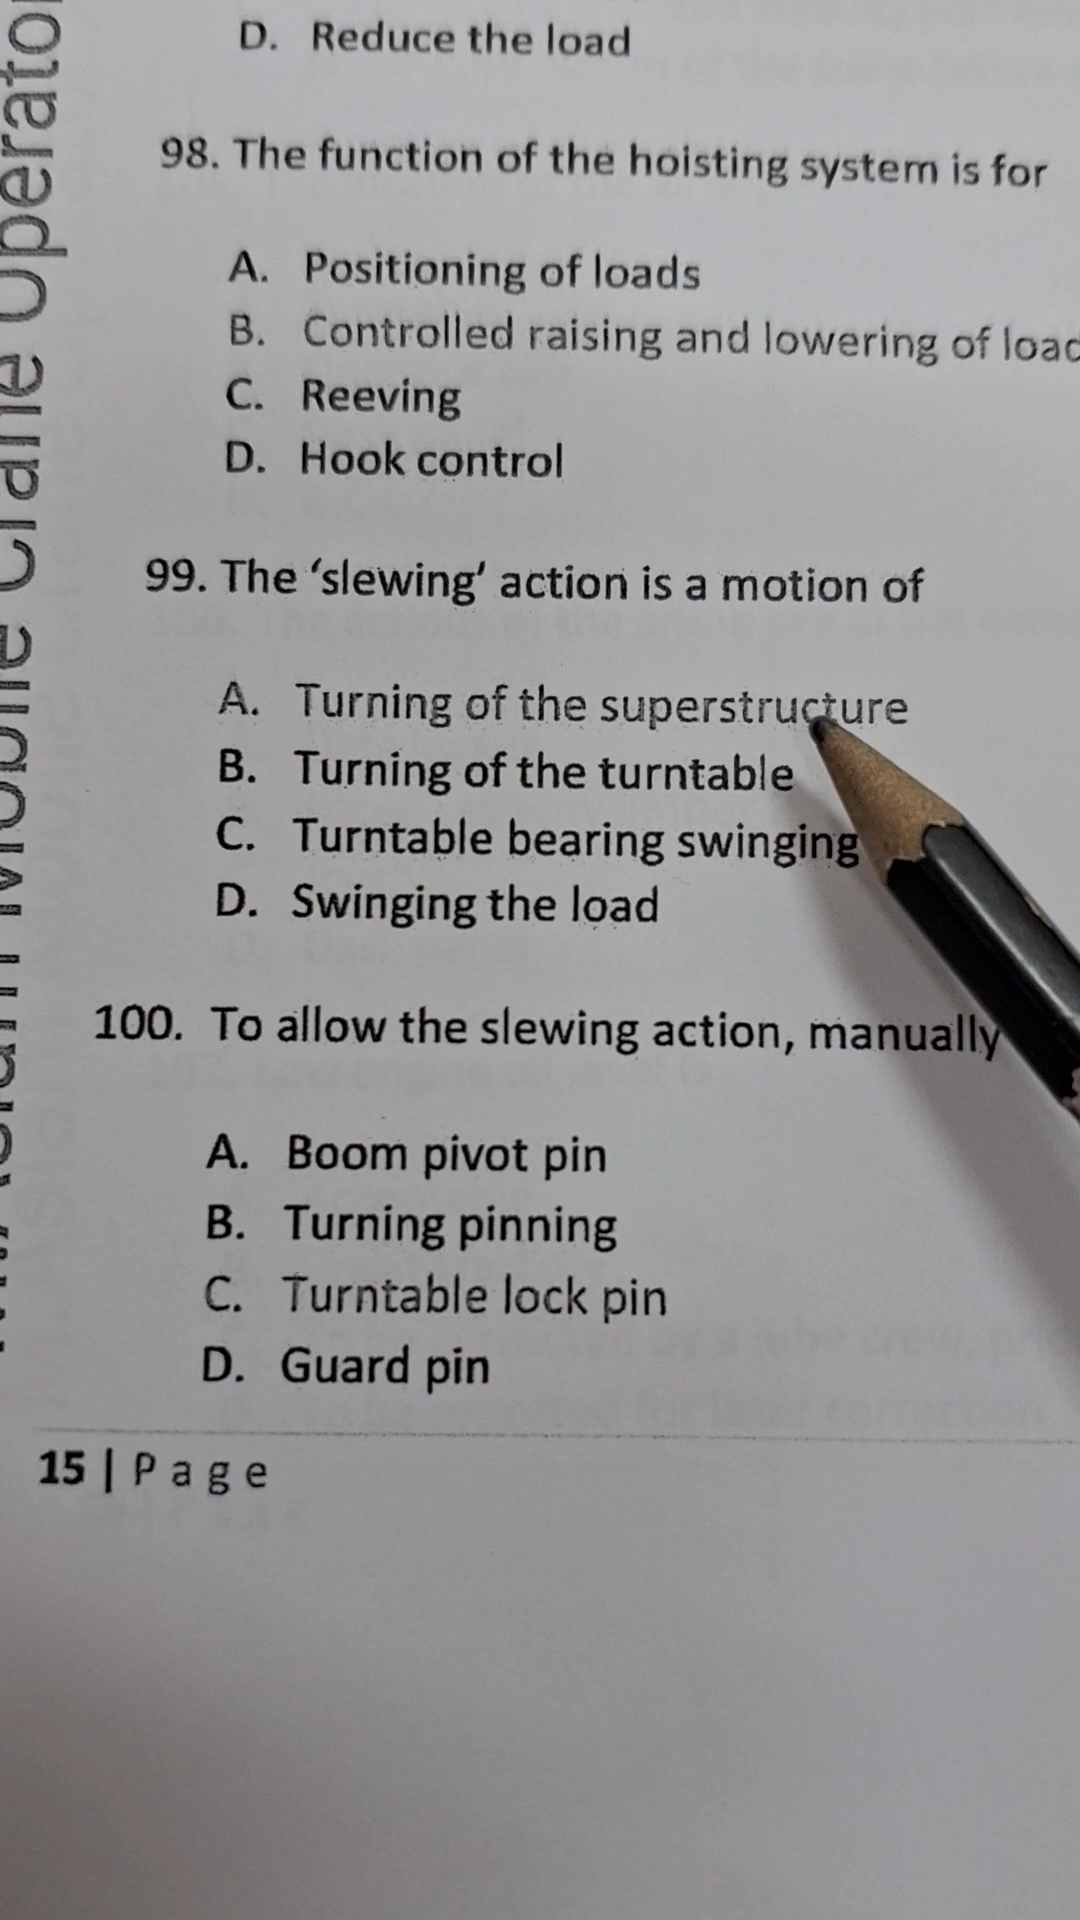 D. Reduce the load
98. The function of the hoisting system is for
A. Positioning of loads
B. Controlled raising and lowering of
C. Reeving
D. Hook control
99. The ‘slewing’ action is a motion of
A. Turning of the superstructure
B. Turning of the turntable
C. Turntable bearing swinging
D. Swinging the load
100. To allow the slewing action, manually
A. Boom pivot pin
B. Turning pinning
C. Turntable lock pin
D. Guard pin
15 | P a g e
Mobile Crane Operator